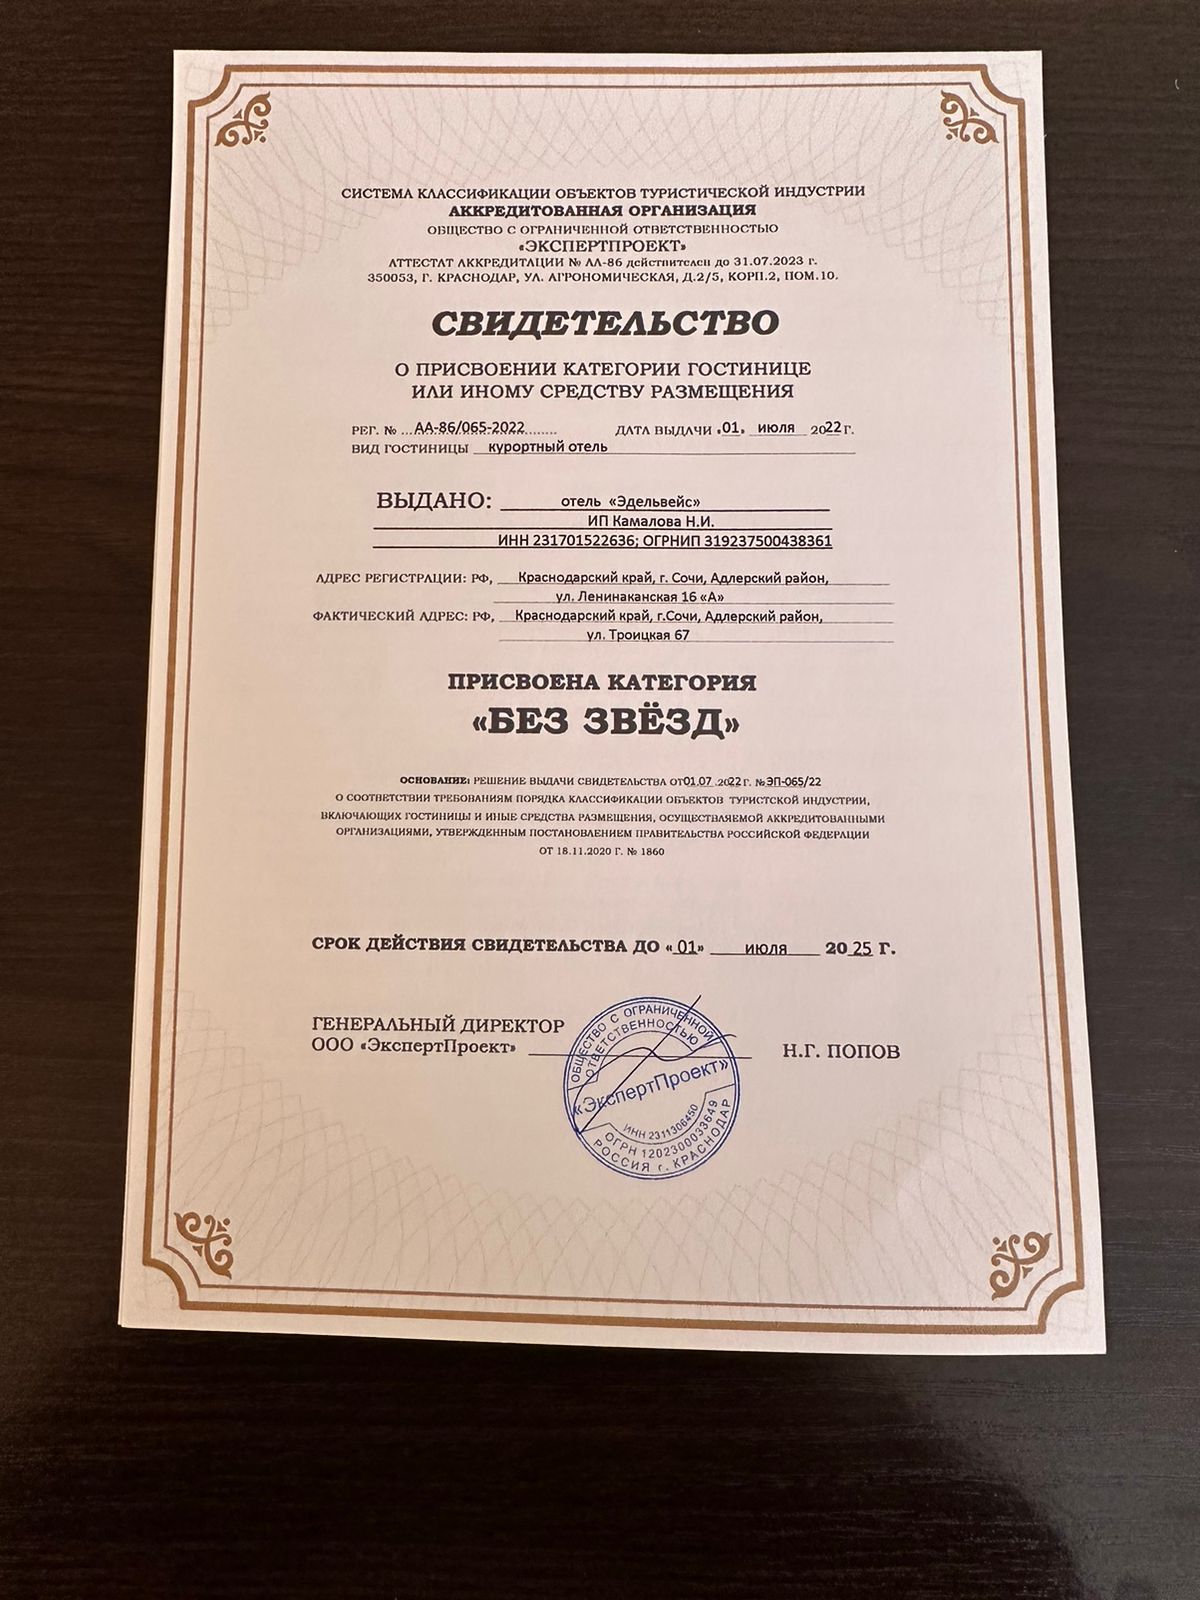 СИСТЕМА КЛАССИФИКАЦИИ ОБЪЕКТОВ ТУРИСТИЧЕСКОЙ ИНДУСТРИИ
АККРЕДИТОВАННАЯ ОРГАНИЗАЦИЯ
ОБЩЕСТВО С ОГРАНИЧЕННОЙ ОТВЕТСТВЕННОСТЬЮ
«ЭКСПЕРТПРОЕКТ»
АТТЕСТАТ АККРЕДИТАЦИИ № АА-86 действителен до 31.07.2023 г.
350053, Г. КРАСНОДАР, УЛ. АГРОНОМИЧЕСКАЯ, Д.2/5, КОРП.2, ПОМ.10.
СВИДЕТЕЛЬСТВО
О ПРИСВОЕНИИ КАТЕГОРИИ ГОСТИНИЦЕ
ИЛИ ИНОМУ СРЕДСТВУ РАЗМЕЩЕНИЯ
РЕГ. № ...АА-86/065-2022........ ДАТА ВЫДАЧИ «01» июля 2022 Г.
ВИД ГОСТИНИЦЫ курортный отель
ВЫДАНО: отель «Эдельвейс»
ИП Камалова Н.И.
ИНН 231701522636; ОГРНИП 319237500438361
АДРЕС РЕГИСТРАЦИИ: РФ, Краснодарский край, г. Сочи, Адлерский район,
ул. Ленинаканская 16 «А»
ФАКТИЧЕСКИЙ АДРЕС: РФ, Краснодарский край, г.Сочи, Адлерский район,
ул. Троицкая 67
ПРИСВОЕНА КАТЕГОРИЯ
«БЕЗ ЗВЁЗД»
ОСНОВАНИЕ: РЕШЕНИЕ ВЫДАЧИ СВИДЕТЕЛЬСТВА ОТ 01.07 .2022 Г. № ЭП-065/22
О СООТВЕТСТВИИ ТРЕБОВАНИЯМ ПОРЯДКА КЛАССИФИКАЦИИ ОБЪЕКТОВ ТУРИСТСКОЙ ИНДУСТРИИ,
ВКЛЮЧАЮЩИХ ГОСТИНИЦЫ И ИНЫЕ СРЕДСТВА РАЗМЕЩЕНИЯ, ОСУЩЕСТВЛЯЕМОЙ АККРЕДИТОВАННЫМИ
ОРГАНИЗАЦИЯМИ, УТВЕРЖДЕННЫМ ПОСТАНОВЛЕНИЕМ ПРАВИТЕЛЬСТВА РОССИЙСКОЙ ФЕДЕРАЦИИ
ОТ 18.11.2020 Г. № 1860
СРОК ДЕЙСТВИЯ СВИДЕТЕЛЬСТВА ДО «01» июля 2025 Г.
ГЕНЕРАЛЬНЫЙ ДИРЕКТОР
ООО «ЭкспертПроект» Н.Г. ПОПОВ
ОБЩЕСТВО С ОГРАНИЧЕННОЙ
ОТВЕТСТВЕННОСТЬЮ
«ЭкспертПроект»
ИНН 2311306450
ОГРН 1202300033649
РОССИЯ г. КРАСНОДАР